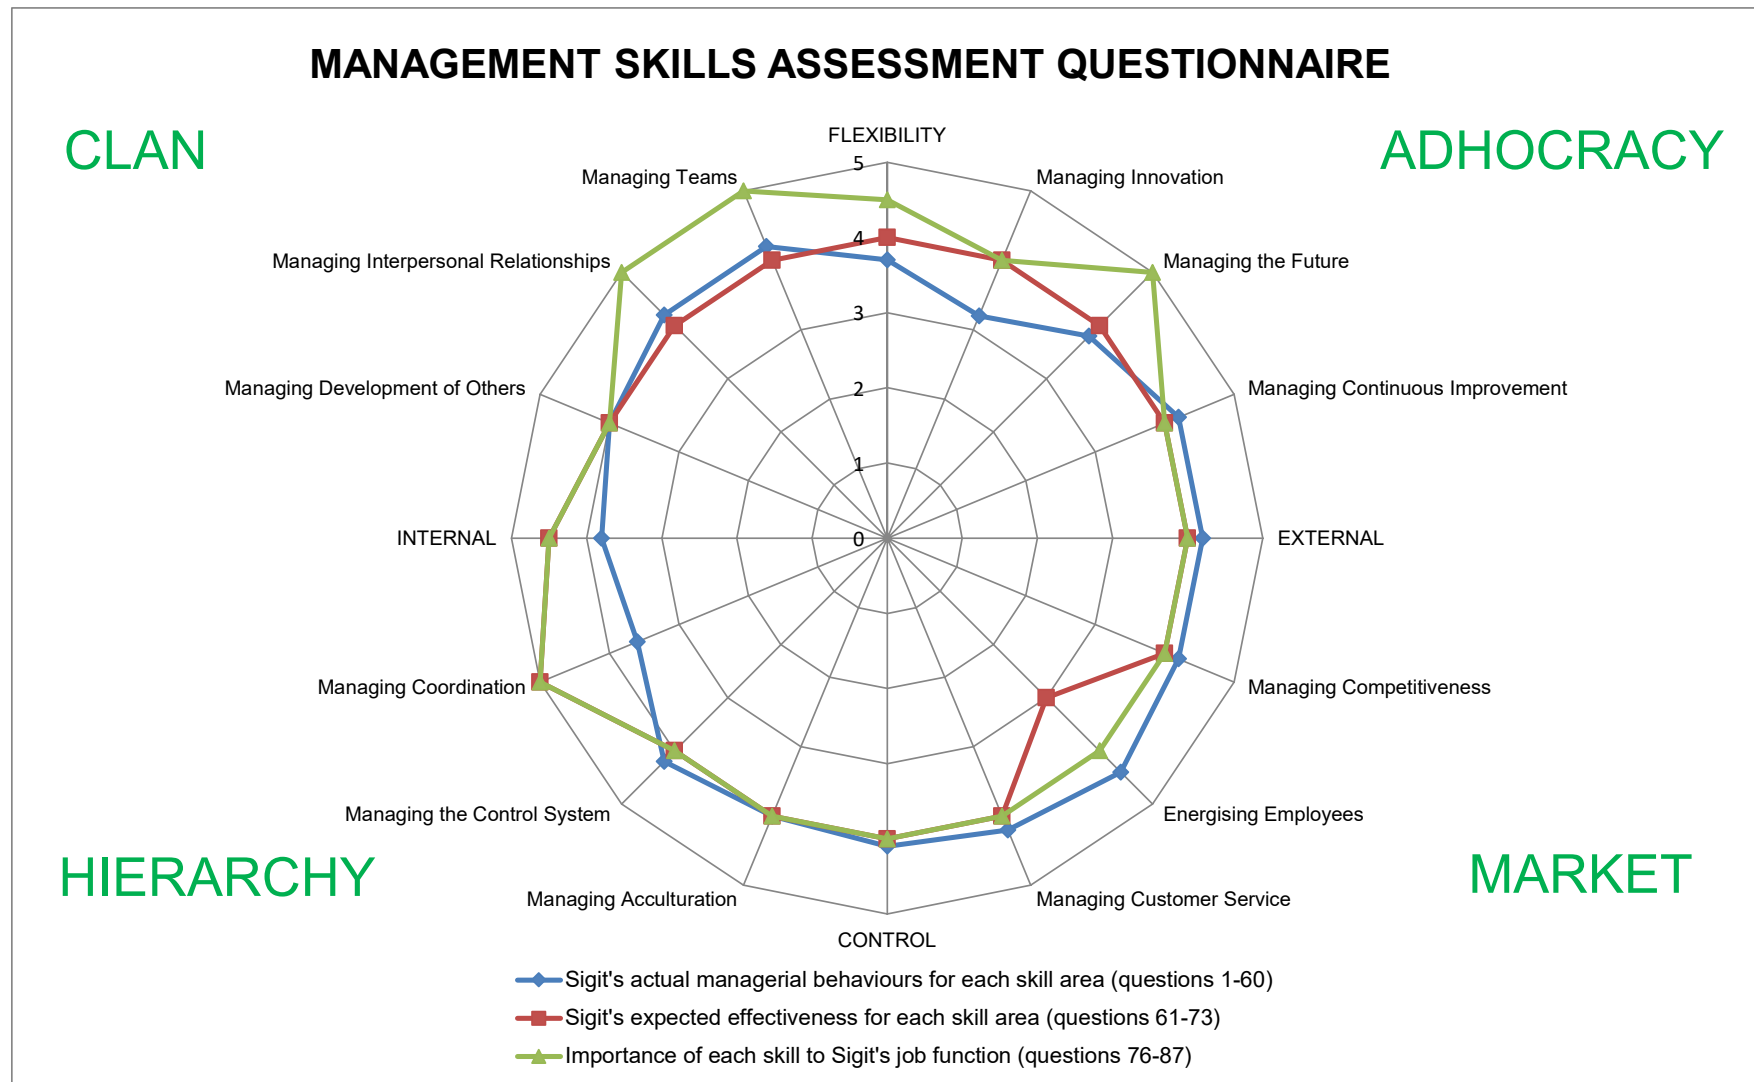 MANAGEMENT SKILLS ASSESSMENT QUESTIONNAIRE
CLAN
ADHOCRACY
FLEXIBILITY
5
Managing Teams
Managing Innovation
4
Managing Interpersonal Relationships
Managing the Future
3
Managing Development of Others
Managing Continuous Improvement
2
1
INTERNAL
0
EXTERNAL
Managing Coordination
Managing Competitiveness
Managing the Control System
Energising Employees
HIERARCHY
MARKET
Managing Acculturation
Managing Customer Service
CONTROL
Sigit's actual managerial behaviours for each skill area (questions 1-60)
Sigit's expected effectiveness for each skill area (questions 61-73)
Importance of each skill to Sigit's job function (questions 76-87)